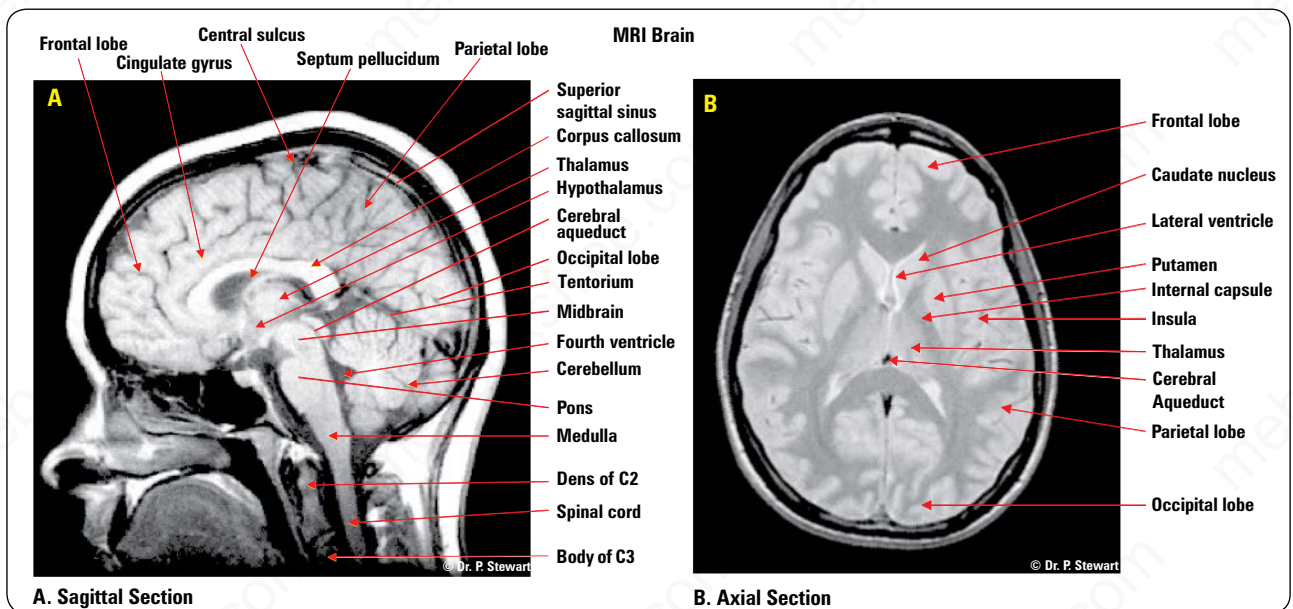 MRI Brain
Central sulcus
Frontal lobe
Septum pellucidum
Parietal lobe
Cingulate gyrus
A
Superior
sagittal sinus
Corpus callosum
Thalamus
Hypothalamus
Cerebral
aqueduct
Occipital lobe
Tentorium
Midbrain
Fourth ventricle
Cerebellum
Pons
Medulla
Dens of C2
Spinal cord
Body of C3
© Dr. P. Stewart
A. Sagittal Section
B
Frontal lobe
Caudate nucleus
Lateral ventricle
Putamen
Internal capsule
Insula
Thalamus
Cerebral
Aqueduct
Parietal lobe
Occipital lobe
© Dr. P. Stewart
B. Axial Section